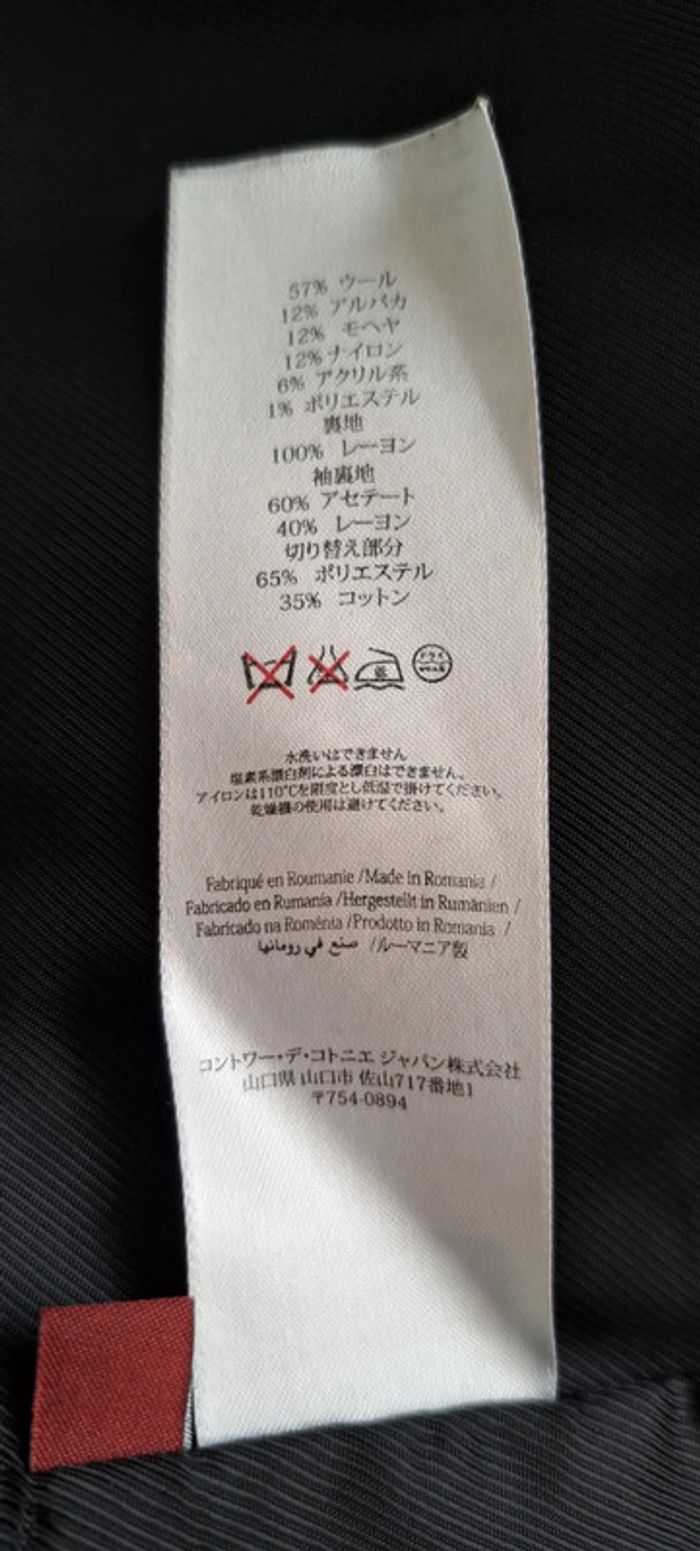 57% ウール
12% アルパカ
12% モヘヤ
12% ナイロン
6% アクリル系
1% ポリエステル
裏地
100% レーヨン
袖裏地
60% アセテート
40% レーヨン
切り替え部分
65% ポリエステル
35% コットン
ドライ
水洗いはできません
塩素系漂白剤による漂白はできません。
アイロンは110℃を限度とし低温で掛けてください。
乾燥機の使用は避けてください。
Fabriqué en Roumanie /Made in Romania /
Fabricado en Rumanía /Hergestellt in Rumänien /
Fabricado na Roménia /Prodotto in Romania /
صنع في رومانيا /ルーマニア製
コントワー・デ・コトニエ ジャパン株式会社
山口県 山口市 佐山717番地1
〒754-0894